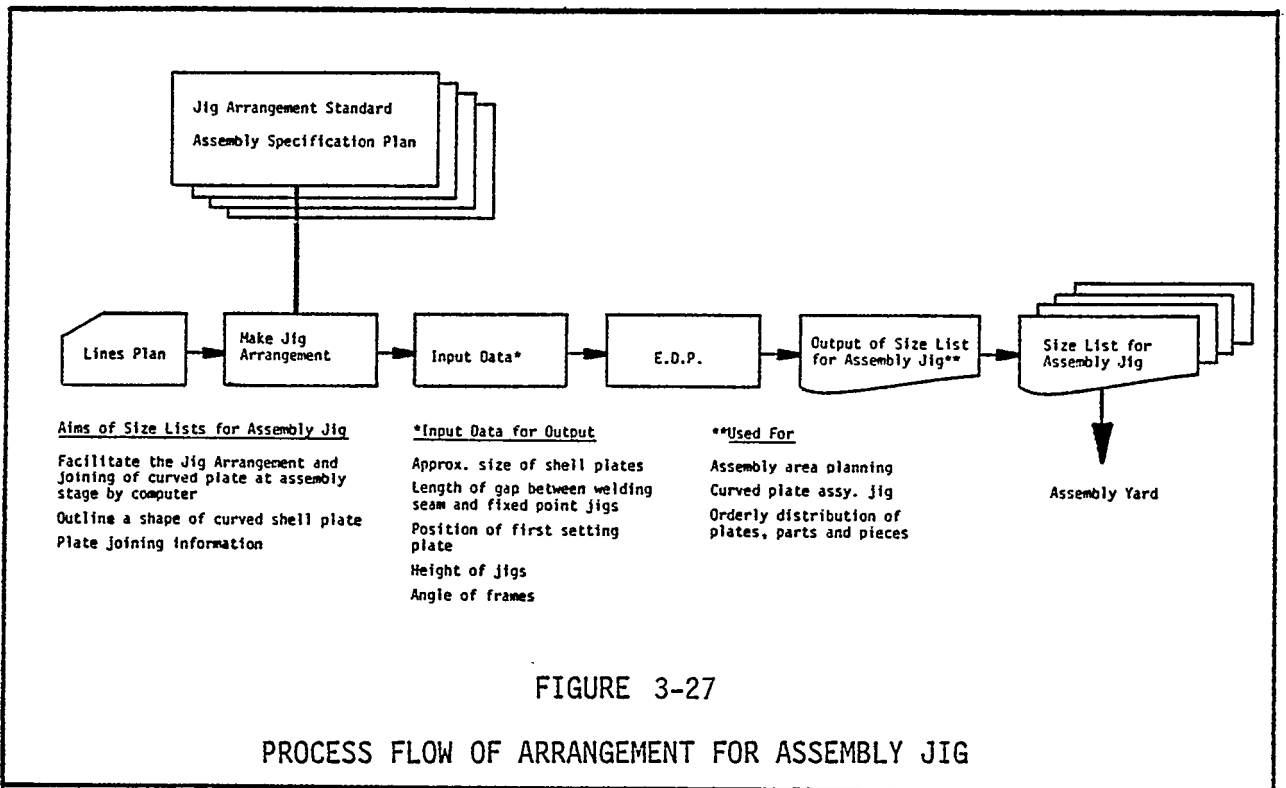 Jig Arrangement Standard
Assembly Specification Plan
Lines Plan
Make Jig
Arrangement
Input Data*
E.D.P.
Output of Size List
for Assembly Jig**
Size List for
Assembly Jig
Aims of Size Lists for Assembly Jig
Facilitate the Jig Arrangement and
joining of curved plate at assembly
stage by computer
Outline a shape of curved shell plate
Plate joining information
*Input Data for Output
Approx. size of shell plates
Length of gap between welding
seam and fixed point jigs
Position of first setting
plate
Height of jigs
Angle of frames
**Used For
Assembly area planning
Curved plate assy. jig
Orderly distribution of
plates, parts and pieces
Assembly Yard
FIGURE 3-27
PROCESS FLOW OF ARRANGEMENT FOR ASSEMBLY JIG